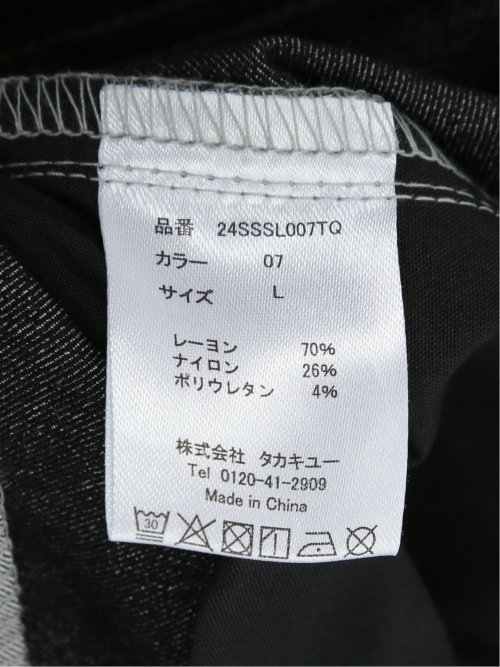 品番 24SSSL007TQ
カラー 07
サイズ L
レーヨン 70%
ナイロン 26%
ポリウレタン 4%
株式会社 タカキュー
Tel 0120-41-2909
Made in China
30